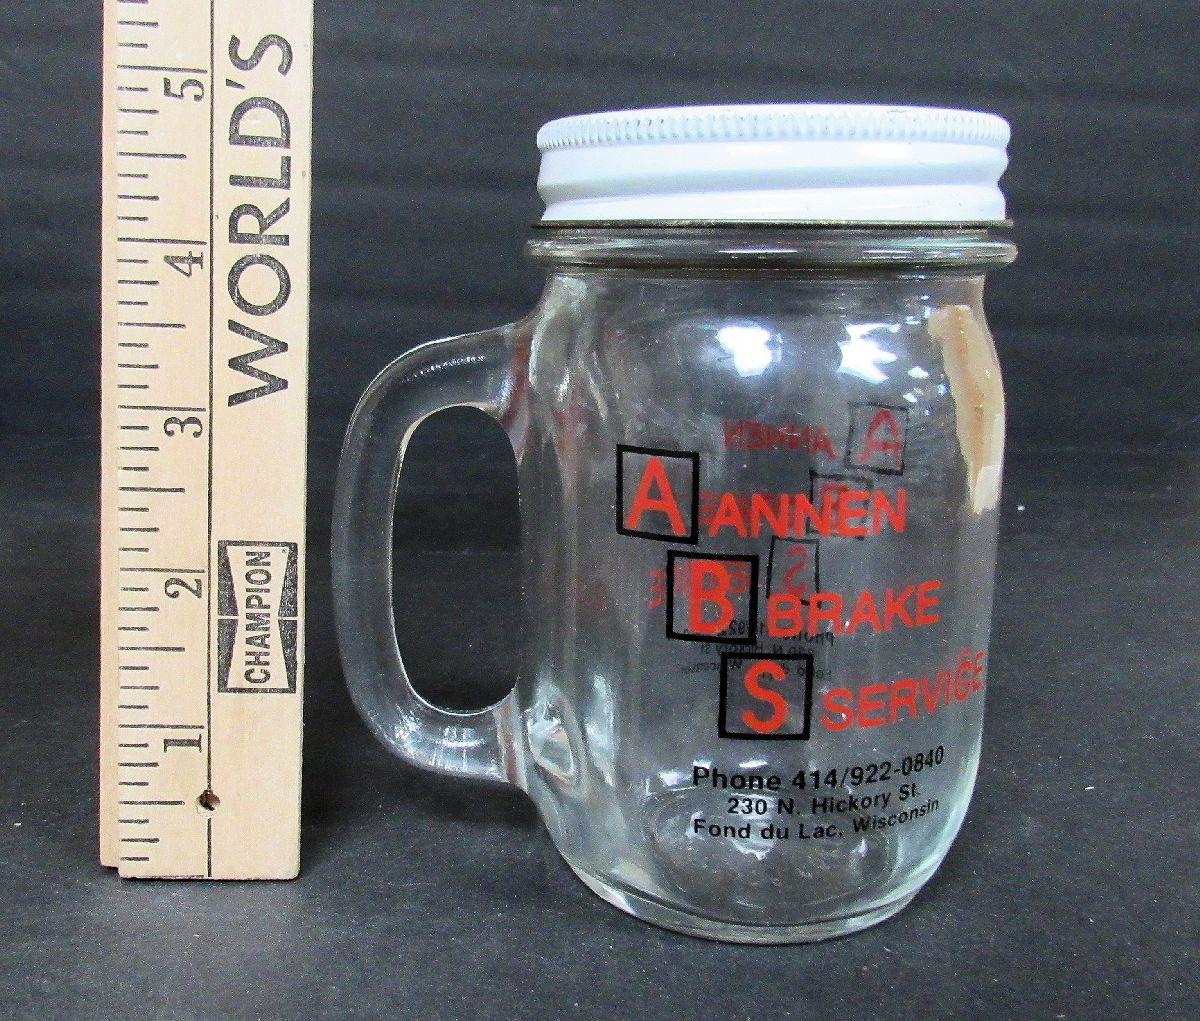 WORLD'S
CHAMPION
5
4
3
2
1
A ANNEN
B BRAKE
S SERVICE
Phone 414/922-0840
230 N. Hickory St.
Fond du Lac, Wisconsin
A ANNEN
S